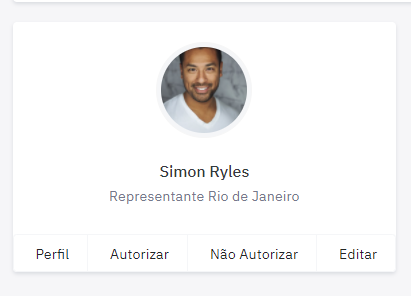 Simon Ryles
Representante Rio de Janeiro
Perfil Autorizar Não Autorizar Editar